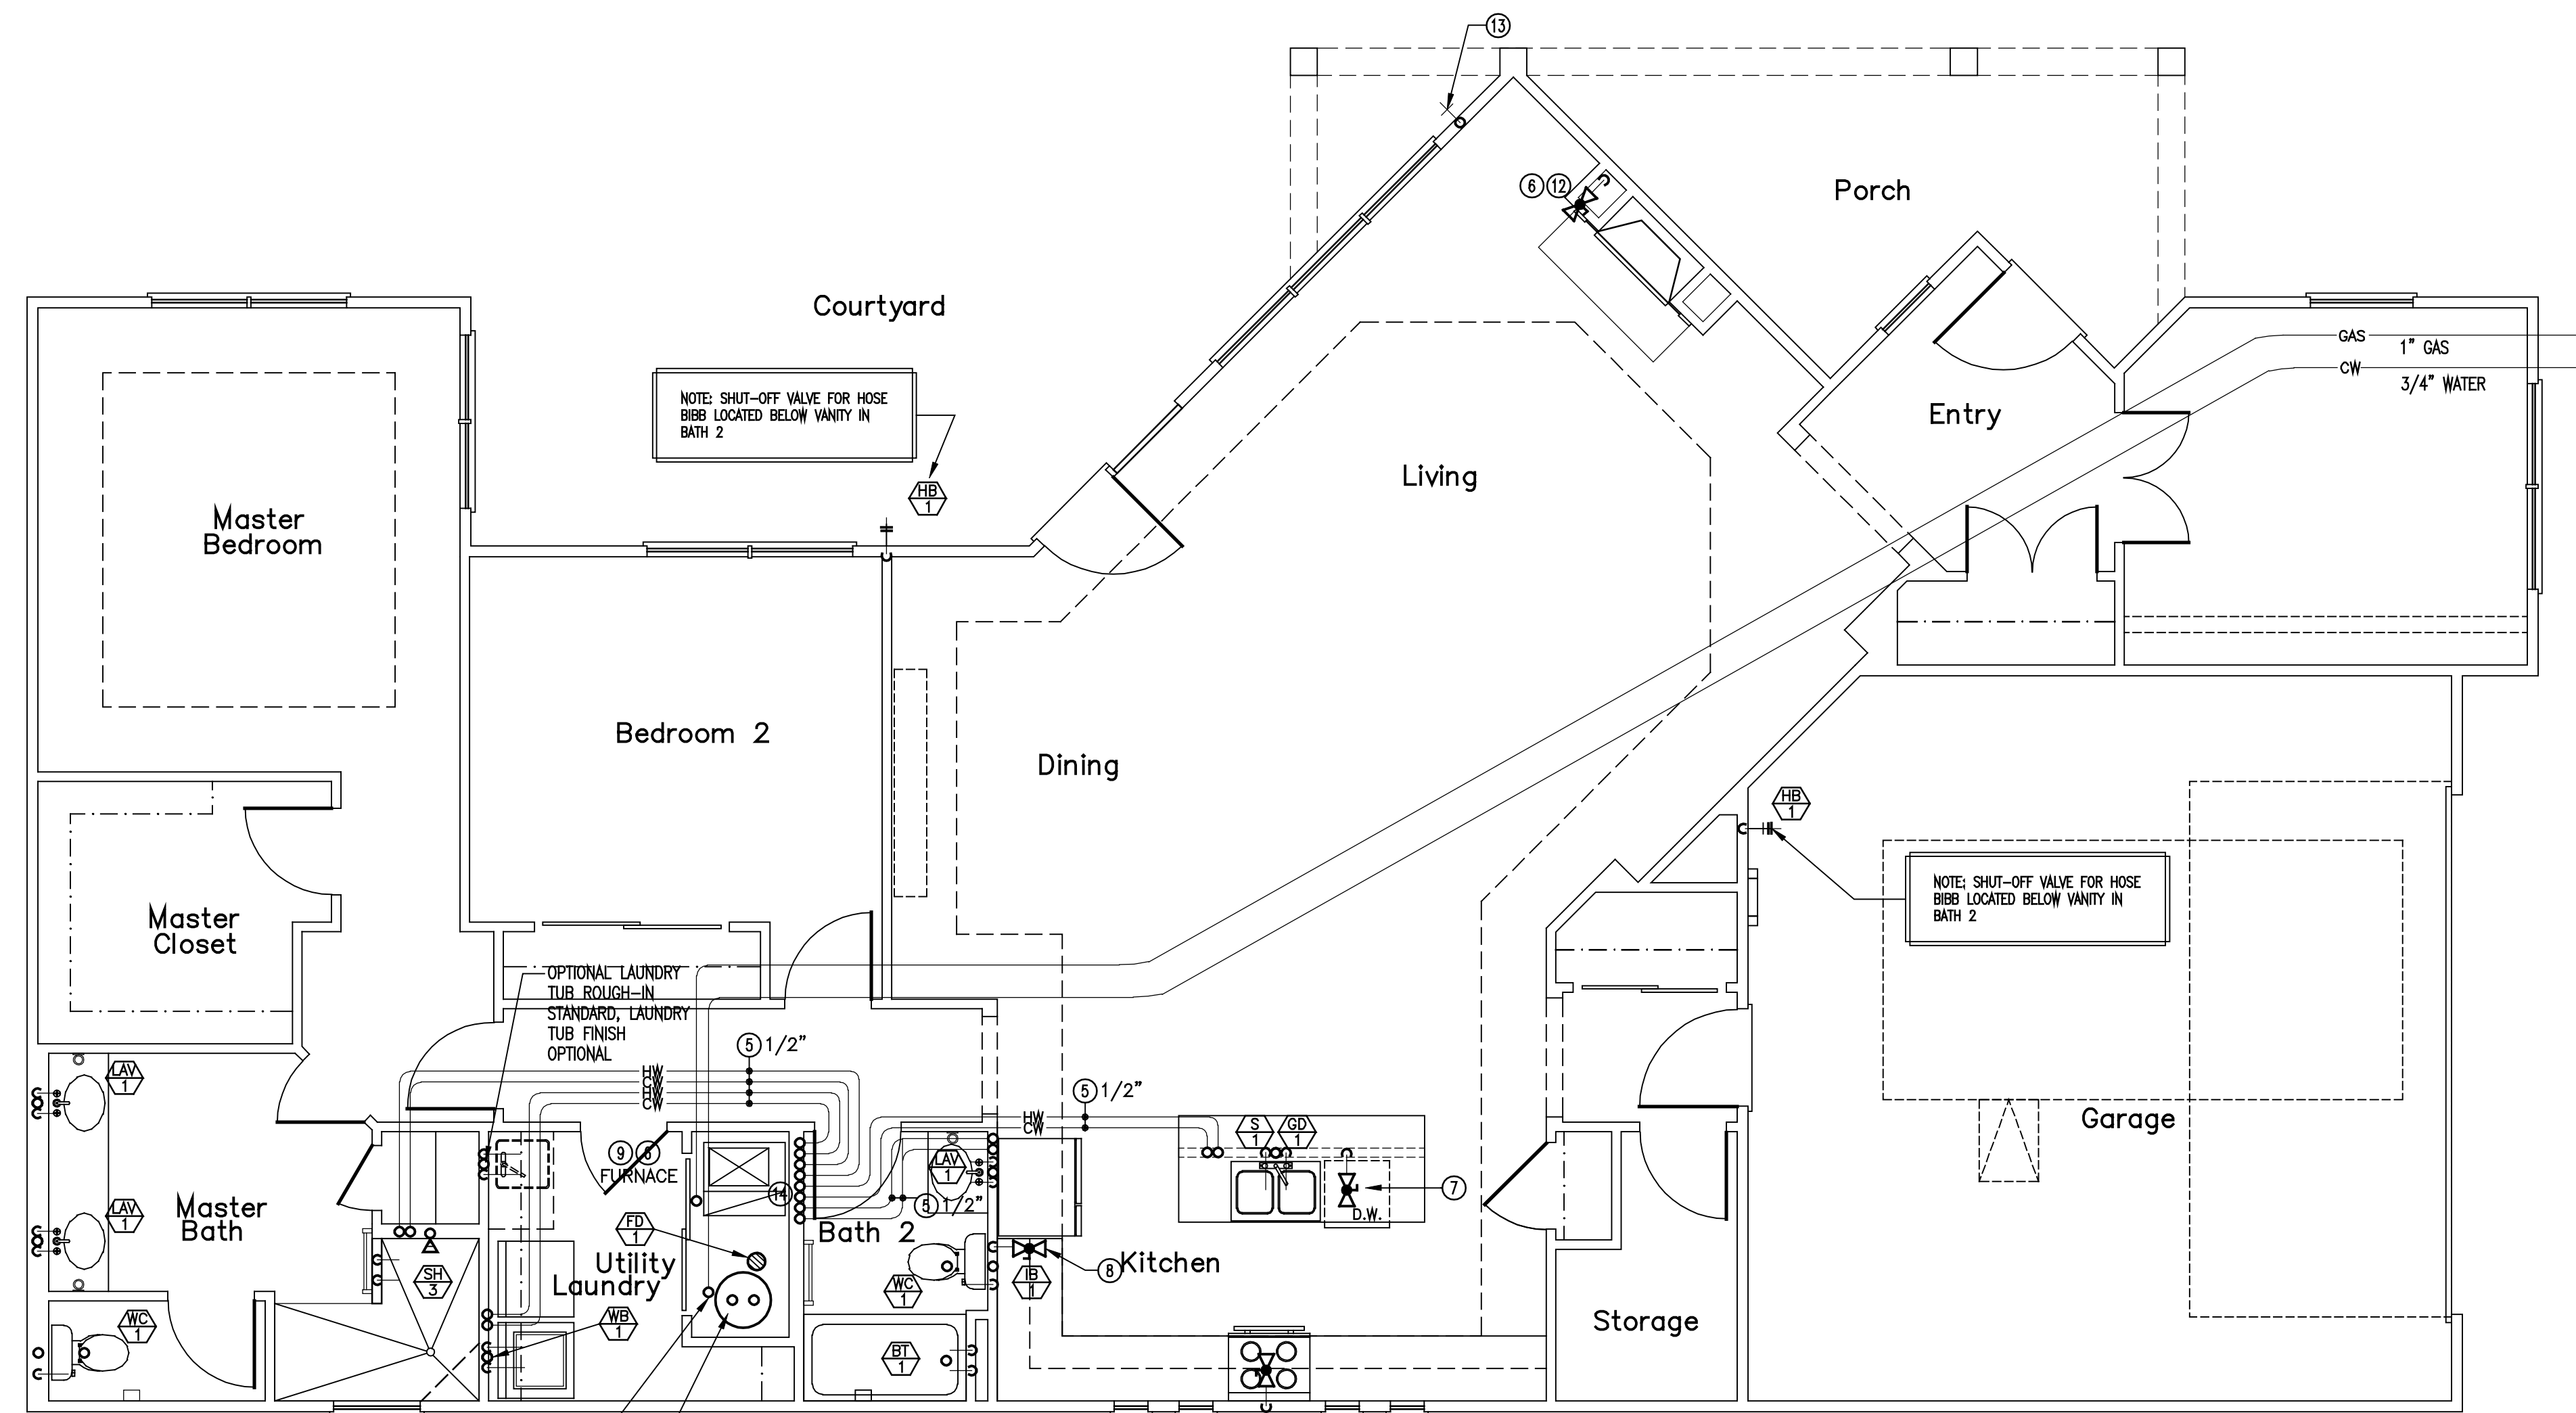 13
6 12
Porch
Courtyard
GAS
1" GAS
CW
3/4" WATER
NOTE: SHUT-OFF VALVE FOR HOSE
BIBB LOCATED BELOW VANITY IN
BATH 2
Entry
Living
HB
1
Master
Bedroom
Bedroom 2
Dining
HB
1
NOTE: SHUT-OFF VALVE FOR HOSE
BIBB LOCATED BELOW VANITY IN
BATH 2
Master
Closet
OPTIONAL LAUNDRY
TUB ROUGH-IN
STANDARD, LAUNDRY
TUB FINISH
OPTIONAL
5 1/2"
LAV
1
HW
CW
HW
CW
5 1/2"
HW
CW
S
1
GD
1
Garage
9 6
FURNACE
LAV
1
14
7
5 1/2"
Master
Bath
LAV
1
D.W.
FD
1
Bath 2
Utility
Laundry
Kitchen
8
SH
3
WC
1
IB
1
WC
1
WB
1
Storage
BT
1